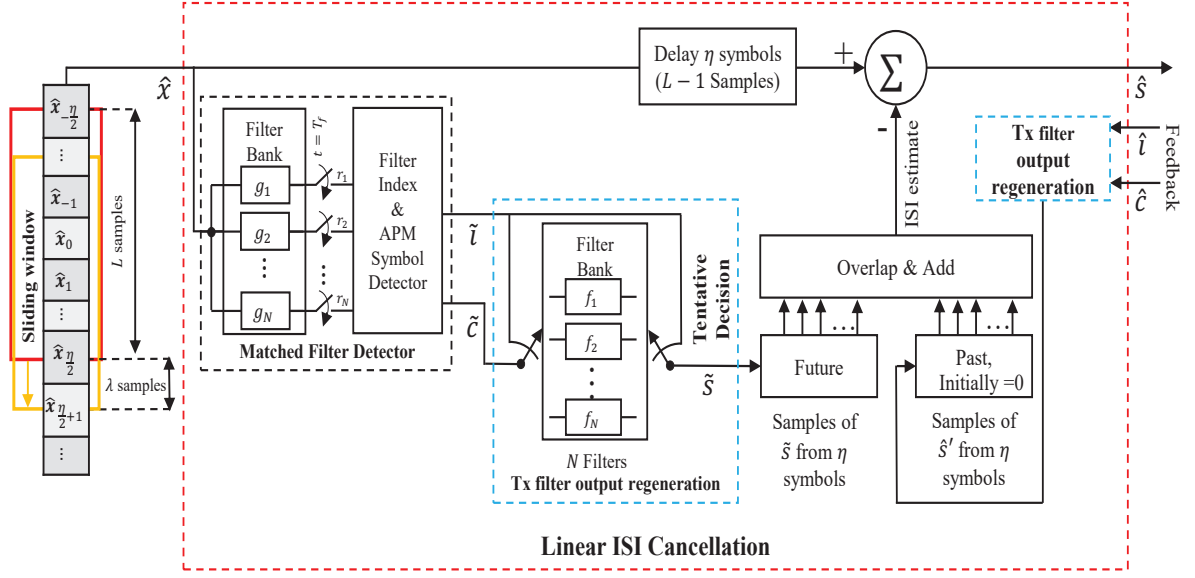 x̂
x̂_{-η/2}
⋮
x̂_{-1}
x̂_0
x̂_1
⋮
x̂_{η/2}
x̂_{η/2+1}
⋮
Sliding window
L samples
λ samples
Filter
Bank
g_1
g_2
⋮
g_N
t = T_f
r_1
r_2
⋮
r_N
Filter
Index
&
APM
Symbol
Detector
Matched Filter Detector
ĩ
c̃
Filter
Bank
f_1
f_2
⋮
f_N
N Filters
Tx filter output regeneration
Tentative
Decision
s̃
Delay η symbols
(L − 1 Samples)
+
Σ
-
ŝ
ISI estimate
Tx filter
output
regeneration
î
ĉ
Feedback
Overlap & Add
...
...
Future
Past,
Initially =0
Samples of
s̃ from η
symbols
Samples of
ŝ′ from η
symbols
Linear ISI Cancellation